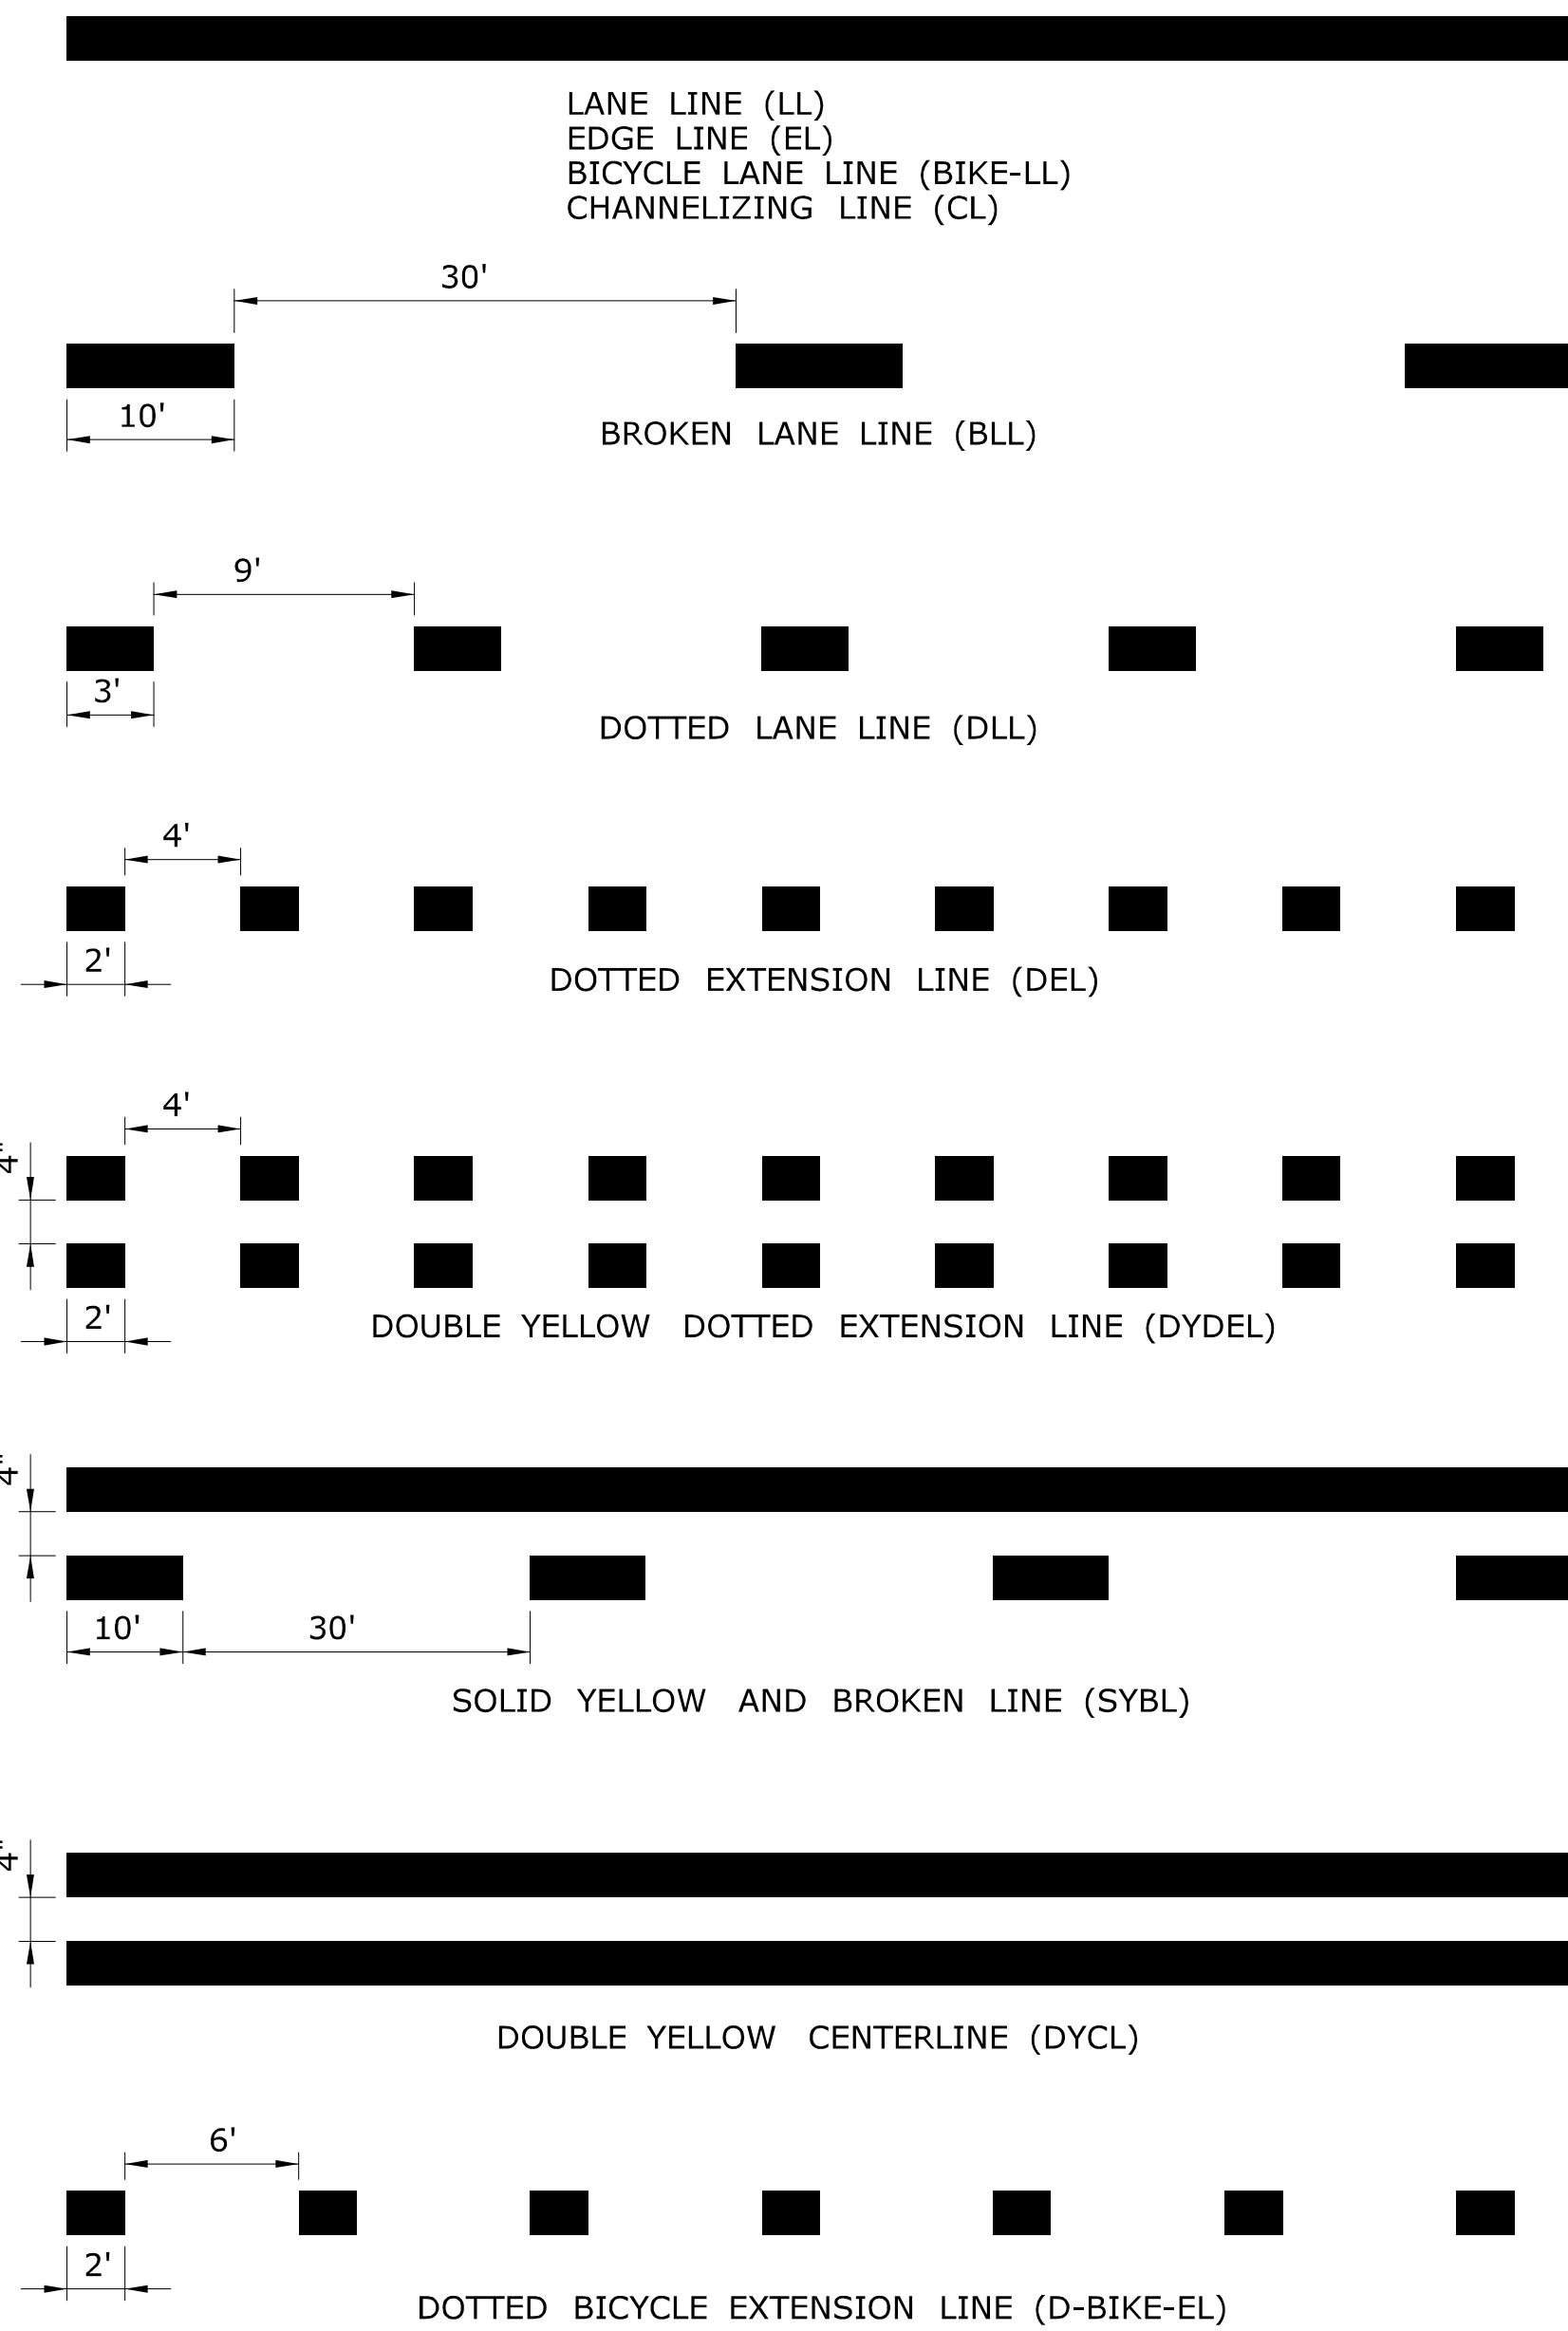 LANE LINE (LL)
EDGE LINE (EL)
BICYCLE LANE LINE (BIKE-LL)
CHANNELIZING LINE (CL)
30'
10'
BROKEN LANE LINE (BLL)
9'
3'
DOTTED LANE LINE (DLL)
4'
2'
DOTTED EXTENSION LINE (DEL)
4'
4"
2'
DOUBLE YELLOW DOTTED EXTENSION LINE (DYDEL)
4"
10'
30'
SOLID YELLOW AND BROKEN LINE (SYBL)
4"
DOUBLE YELLOW CENTERLINE (DYCL)
6'
2'
DOTTED BICYCLE EXTENSION LINE (D-BIKE-EL)